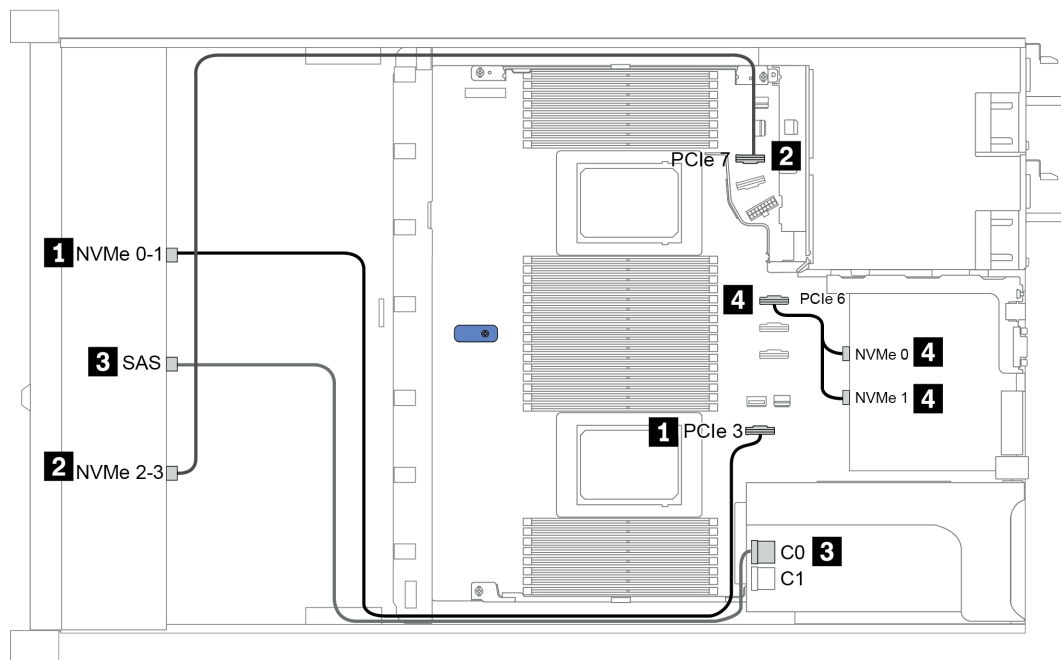 PCIe 7 2
1 NVMe 0-1
4 PCIe 6
NVMe 0 4
3 SAS
NVMe 1 4
1 PCIe 3
2 NVMe 2-3
C0 3
C1